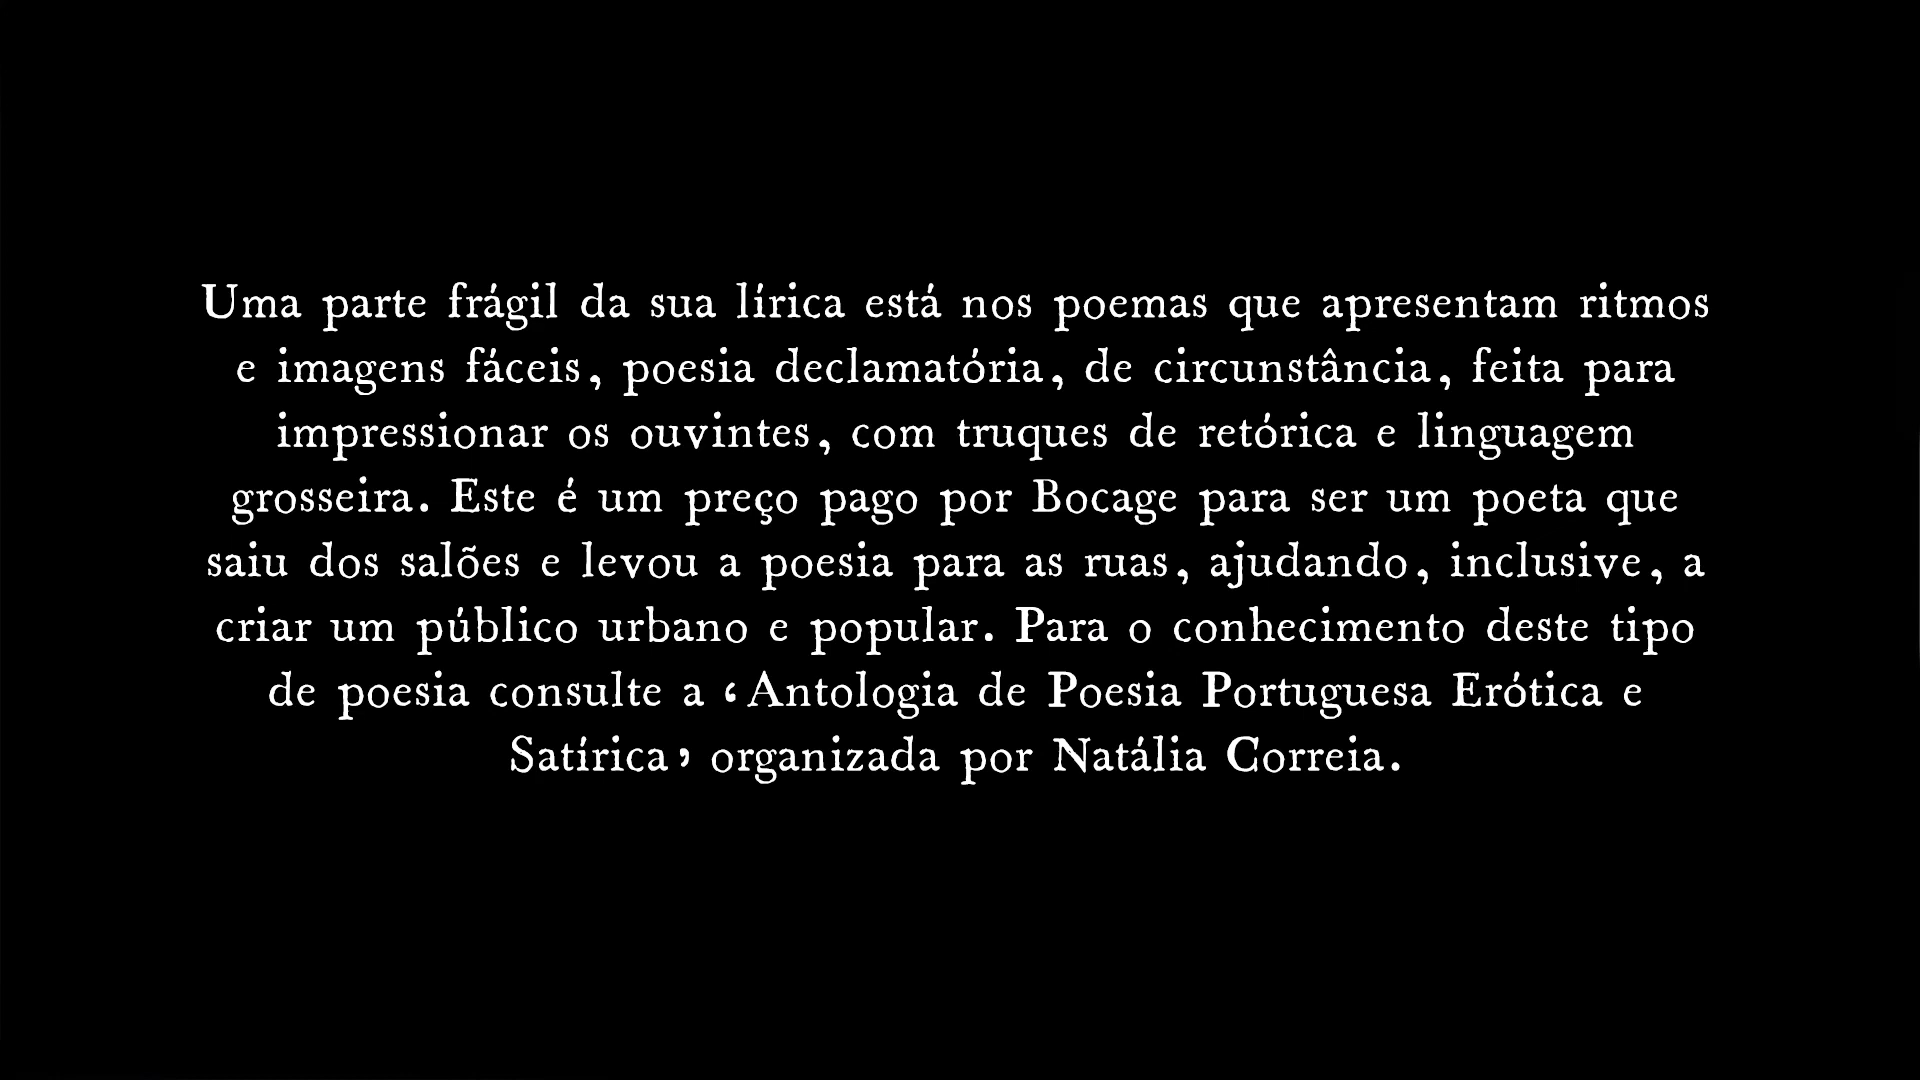 Uma parte frágil da sua lírica está nos poemas que apresentam ritmos
e imagens fáceis, poesia declamatória, de circunstância, feita para
impressionar os ouvintes, com truques de retórica e linguagem
grosseira. Este é um preço pago por Bocage para ser um poeta que
saiu dos salões e levou a poesia para as ruas, ajudando, inclusive, a
criar um público urbano e popular. Para o conhecimento deste tipo
de poesia consulte a ‘Antologia de Poesia Portuguesa Erótica e
Satírica’ organizada por Natália Correia.